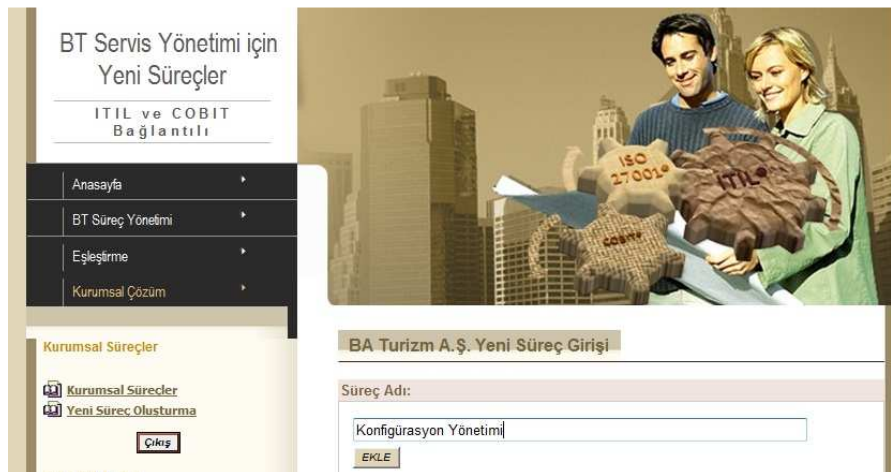 BT Servis Yönetimi için
Yeni Süreçler
ITIL ve COBIT
Bağlantılı
Anasayfa
BT Süreç Yönetimi
Eşleştirme
Kurumsal Çözüm
ISO
27001
ITIL
COBIT
Kurumsal Süreçler
Kurumsal Süreçler
Yeni Süreç Olusturma
Çıkış
BA Turizm A.Ş. Yeni Süreç Girişi
Süreç Adı:
Konfigürasyon Yönetimi
EKLE